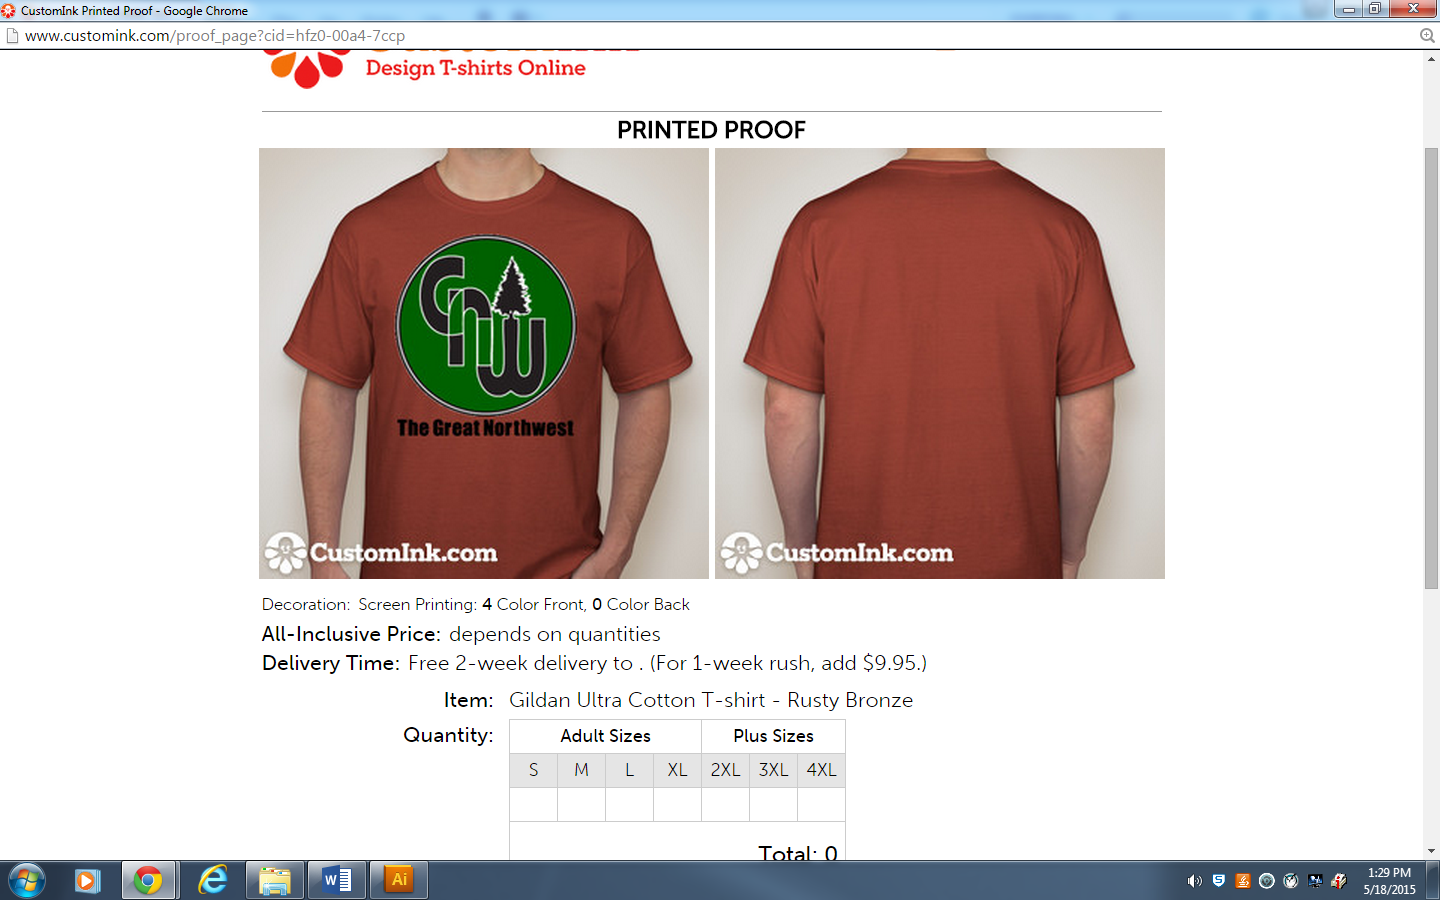 CustomInk Printed Proof - Google Chrome
www.customink.com/proof_page?cid=hfz0-00a4-7ccp
Design T-shirts Online
PRINTED PROOF
Gnw
The Great Northwest
CustomInk.com
CustomInk.com
Decoration: Screen Printing: 4 Color Front, 0 Color Back
All-Inclusive Price: depends on quantities
Delivery Time: Free 2-week delivery to . (For 1-week rush, add $9.95.)
Item: Gildan Ultra Cotton T-shirt - Rusty Bronze
Quantity: Adult Sizes Plus Sizes
S M L XL 2XL 3XL 4XL
Total: 0
W Ai
1:29 PM
5/18/2015